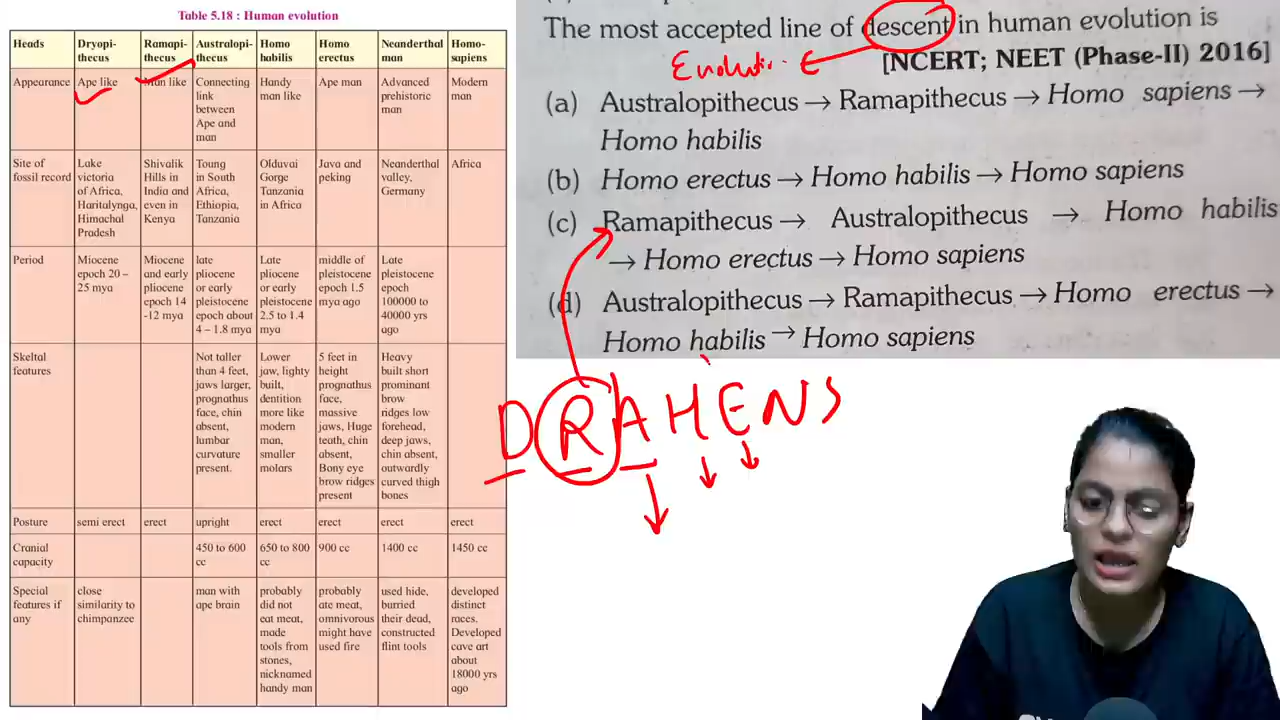 Table 5.18 : Human evolution
Heads
Dryopi-
thecus
Ramapi-
thecus
Australopi-
thecus
Homo
habilis
Homo
erectus
Neanderthal
man
Homo-
sapiens
Appearance
Ape like
Man like
Connecting
link
between
Ape and
man
Handy
man like
Ape man
Advanced
prehistoric
man
Modern
man
Site of
fossil record
Lake
victoria
of Africa,
Haritalynga,
Himachal
Pradesh
Shivalik
Hills in
India and
even in
Kenya
Toung
in South
Africa,
Ethiopia,
Tanzania
Olduvai
Gorge
Tanzania
in Africa
Java and
peking
Neanderthal
valley,
Germany
Africa
Period
Miocene
epoch 20 –
25 mya
Miocene
and early
pliocene
epoch 14
-12 mya
late
pliocene
or early
pleistocene
epoch about
4 – 1.8 mya
Late
pliocene
or early
pleistocene
2.5 to 1.4
mya
middle of
pleistocene
epoch 1.5
mya ago
Late
pleistocene
epoch
100000 to
40000 yrs
ago
Skeltal
features
Not taller
than 4 feet,
jaws larger,
prognathus
face, chin
absent,
lumbar
curvature
present.
Lower
jaw, lighty
built,
dentition
more like
modern
man,
smaller
molars
5 feet in
height
prognathus
face,
massive
jaws, Huge
teath, chin
absent,
Bony eye
brow ridges
present
Heavy
built short
prominant
brow
ridges low
forehead,
deep jaws,
chin absent,
outwardly
curved thigh
bones
Posture
semi erect
erect
upright
erect
erect
erect
erect
Cranial
capacity
450 to 600
cc
650 to 800
cc
900 cc
1400 cc
1450 cc
Special
features if
any
close
similarity to
chimpanzee
man with
ape brain
probably
did not
eat meat,
made
tools from
stones,
nicknamed
handy man
probably
ate meat,
omnivorous
might have
used fire
used hide,
burried
their dead,
constructed
flint tools
developed
distinct
races.
Developed
cave art
about
18000 yrs
ago
The most accepted line of descent in human evolution is
[NCERT; NEET (Phase-II) 2016]
(a) Australopithecus → Ramapithecus → Homo sapiens →
Homo habilis
(b) Homo erectus → Homo habilis → Homo sapiens
(c) Ramapithecus → Australopithecus → Homo habilis
→ Homo erectus → Homo sapiens
(d) Australopithecus → Ramapithecus → Homo erectus →
Homo habilis → Homo sapiens
D R A H E N S